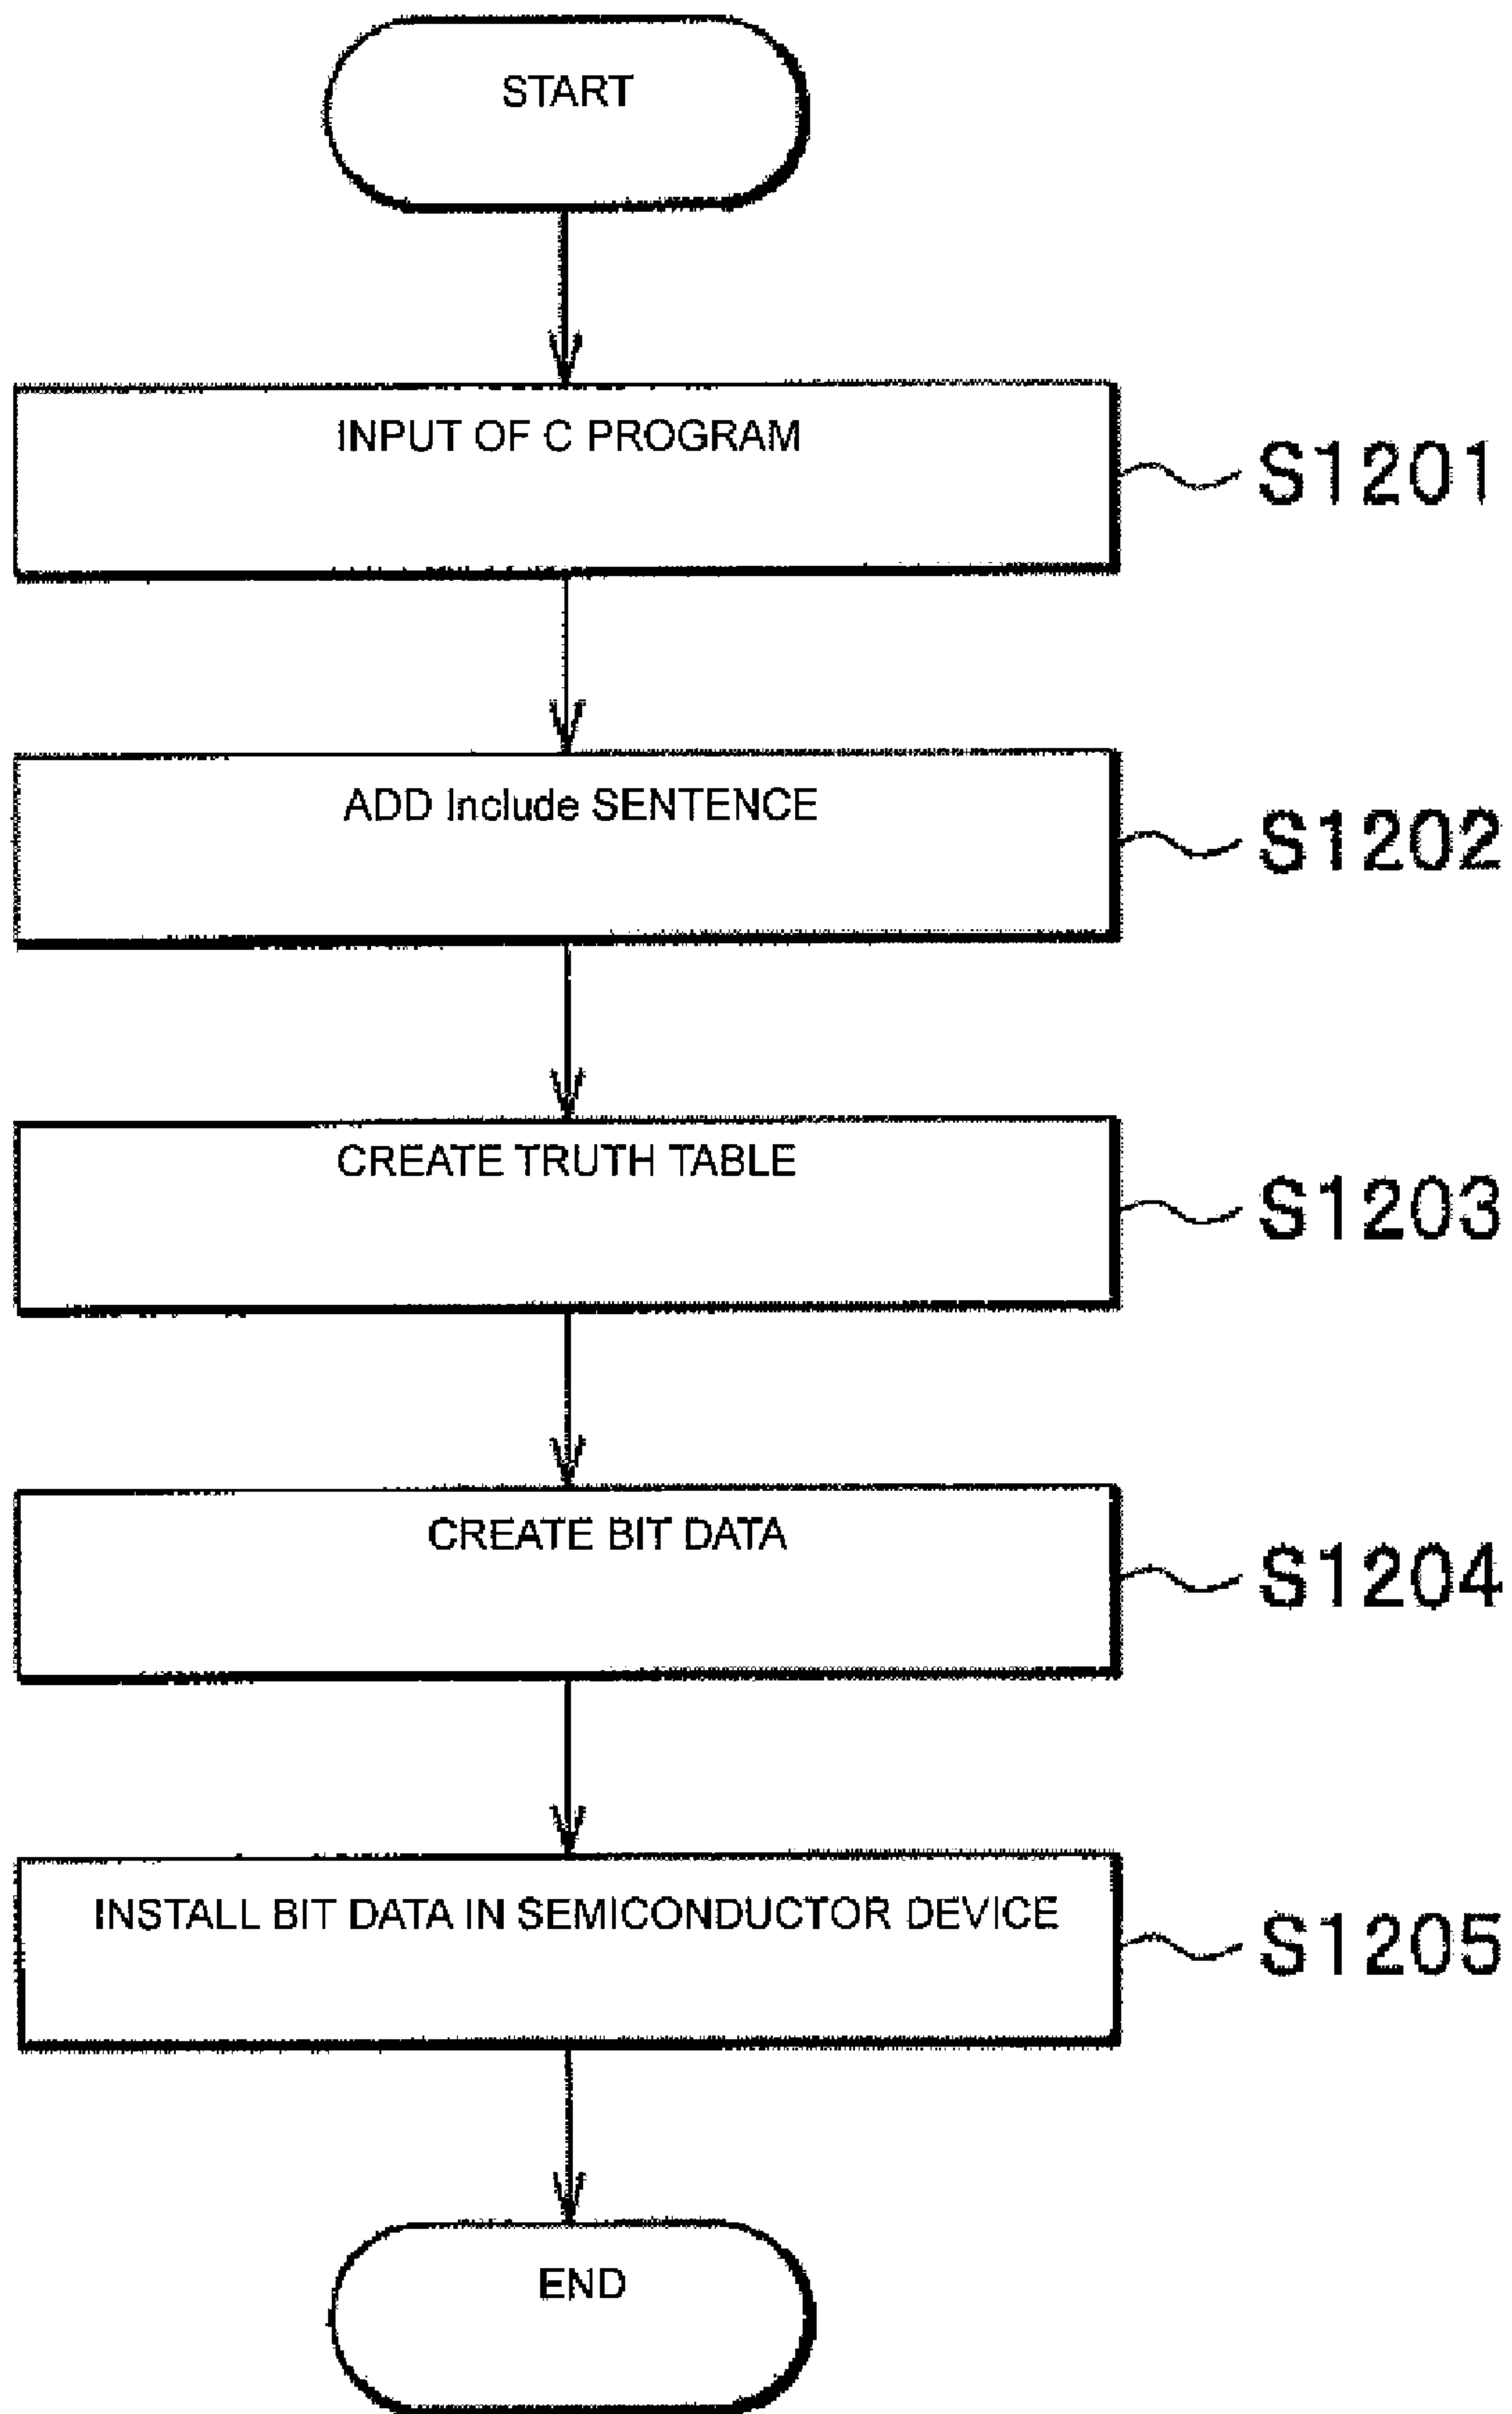 START
INPUT OF C PROGRAM
S1201
ADD Include SENTENCE
S1202
CREATE TRUTH TABLE
S1203
CREATE BIT DATA
S1204
INSTALL BIT DATA IN SEMICONDUCTOR DEVICE
S1205
END